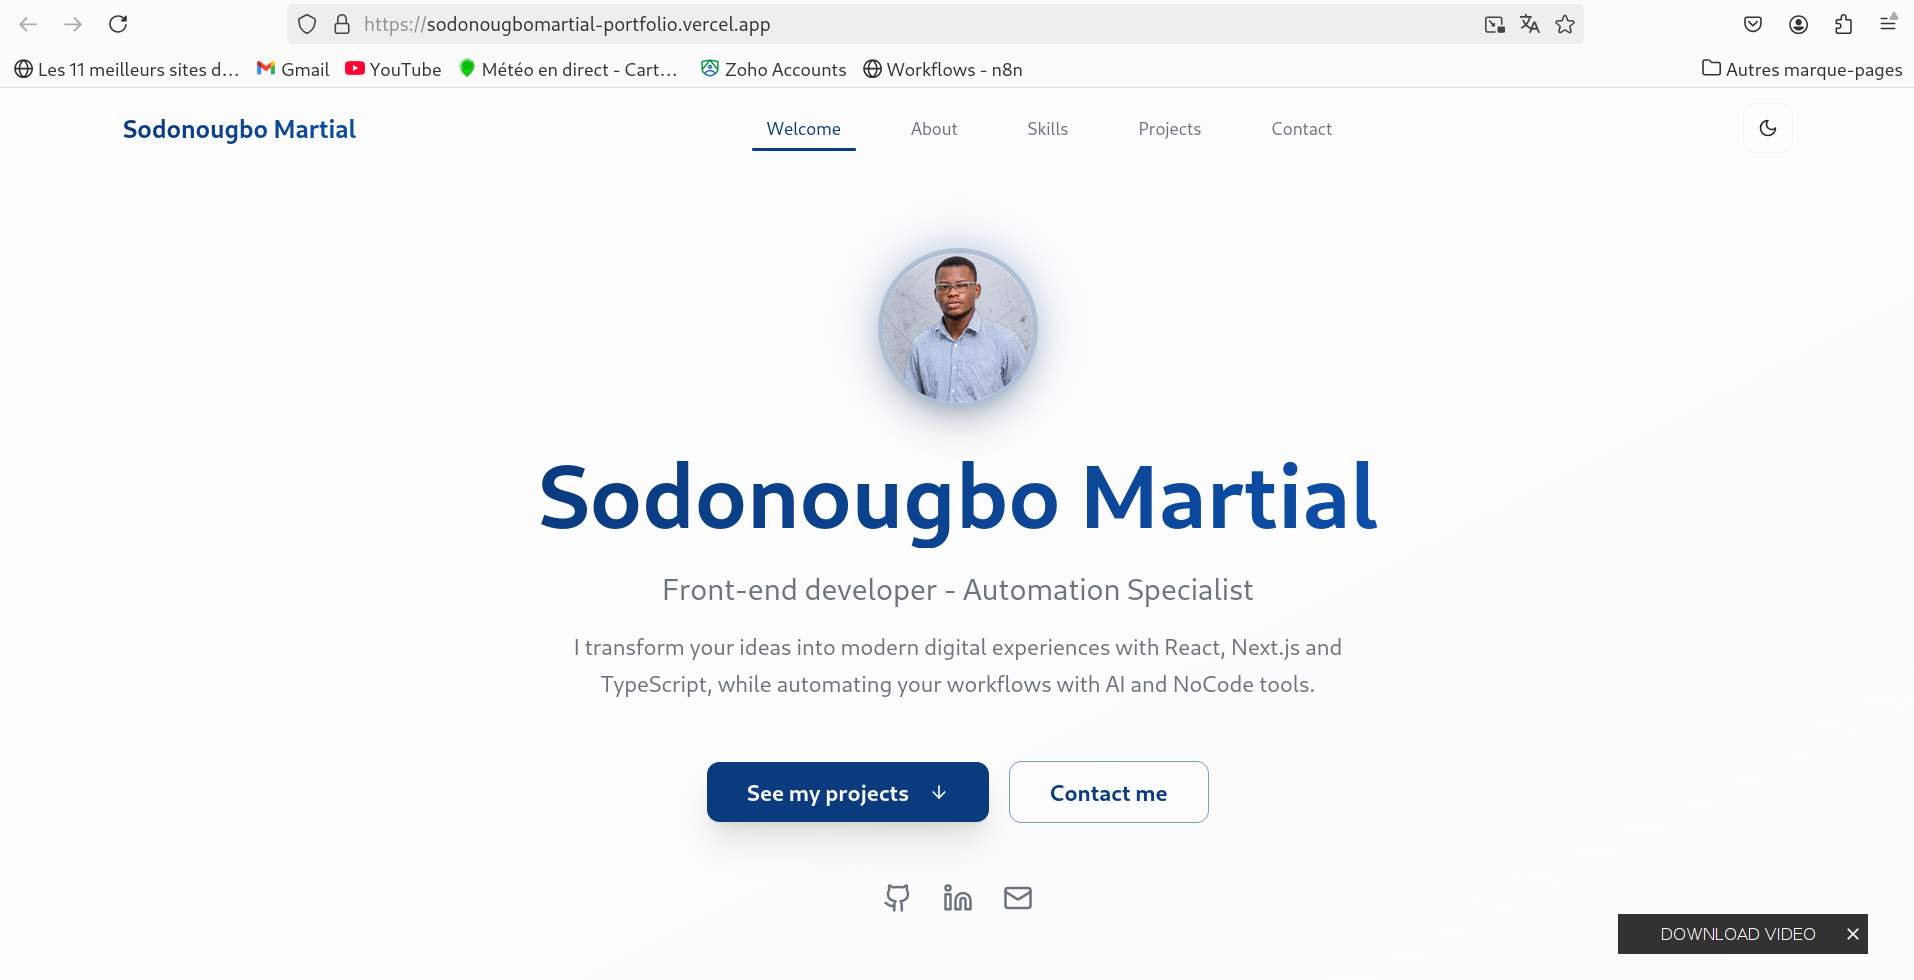 https://sodonougbomartial-portfolio.vercel.app
Les 11 meilleurs sites d… Gmail YouTube Météo en direct - Cart… Zoho Accounts Workflows - n8n Autres marque-pages
Sodonougbo Martial Welcome About Skills Projects Contact
Sodonougbo Martial
Front-end developer - Automation Specialist
I transform your ideas into modern digital experiences with React, Next.js and
TypeScript, while automating your workflows with AI and NoCode tools.
See my projects Contact me
DOWNLOAD VIDEO